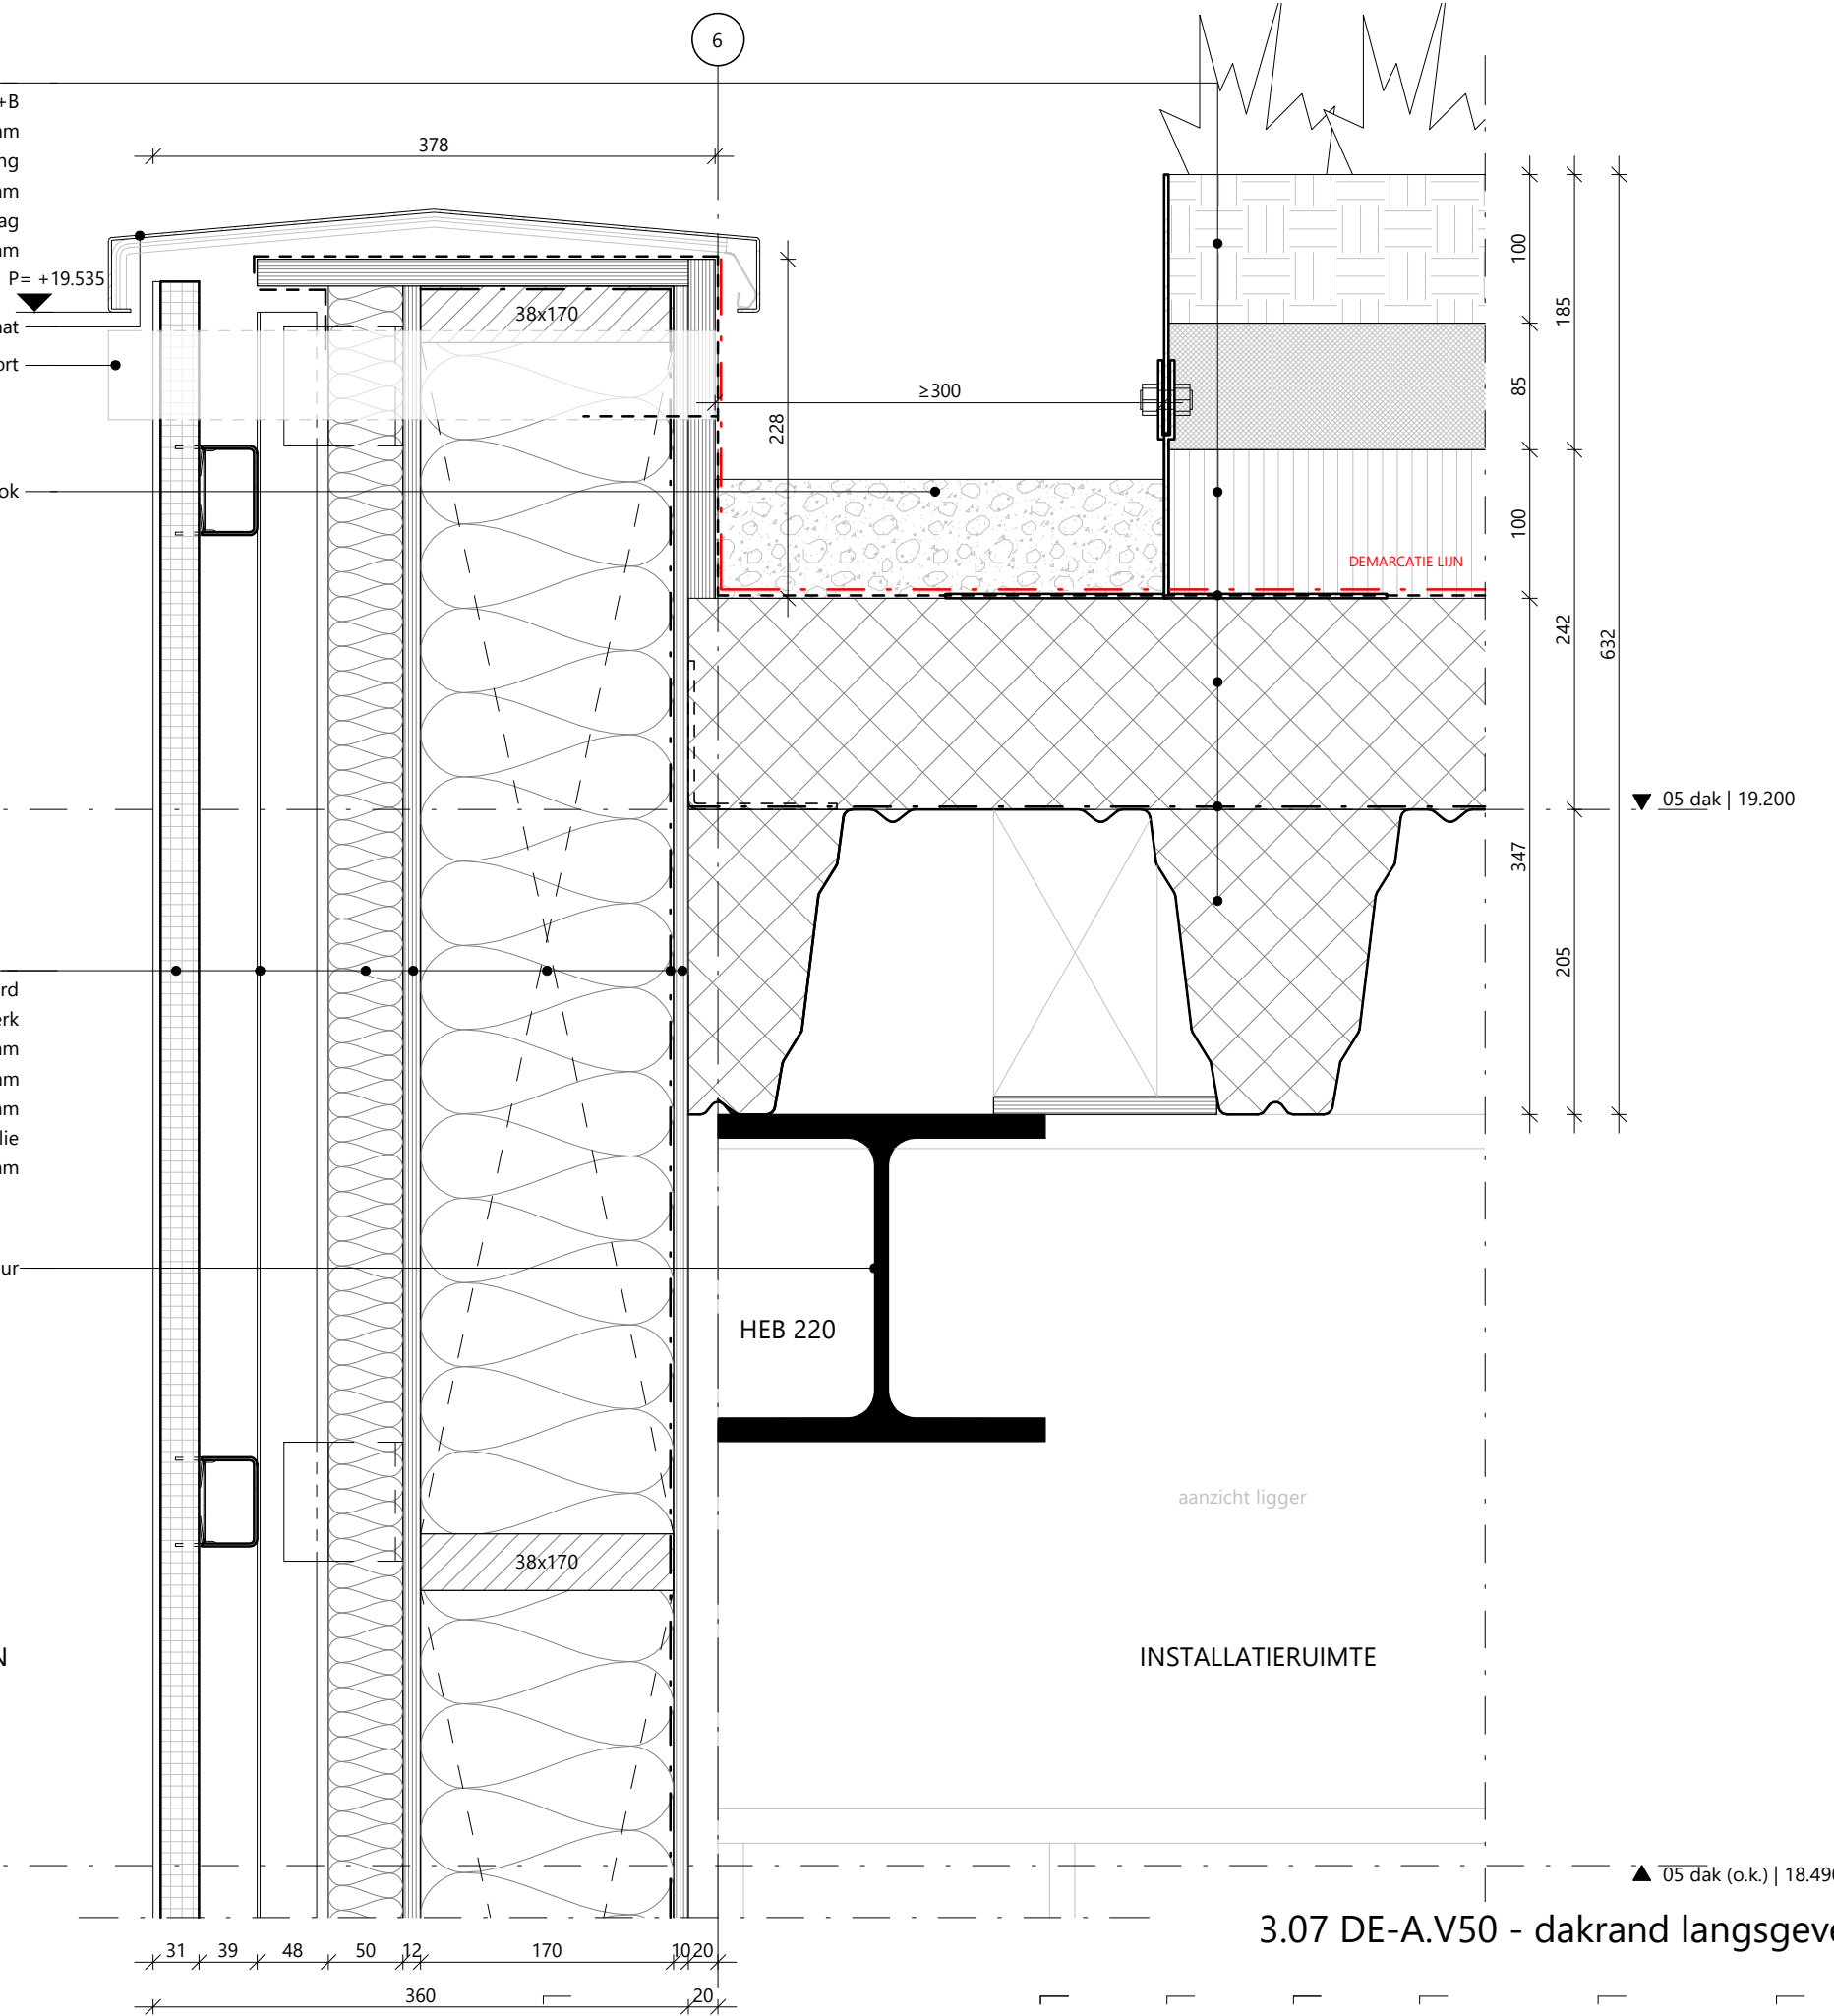 6
+B
am
378
ng
am
ag
am
P= +19.535
100
185
38x170
aat
ort
≥300
85
228
ok
100
DEMARCATIE LIJN
242
632
05 dak | 19.200
347
205
rd
erk
am
am
am
lie
am
ur
HEB 220
aanzicht ligger
38x170
N
INSTALLATIERUIMTE
05 dak (o.k.) | 18.490
3.07 DE-A.V50 - dakrand langsgeve
31 39 48 50 12 170 10 20
360 20